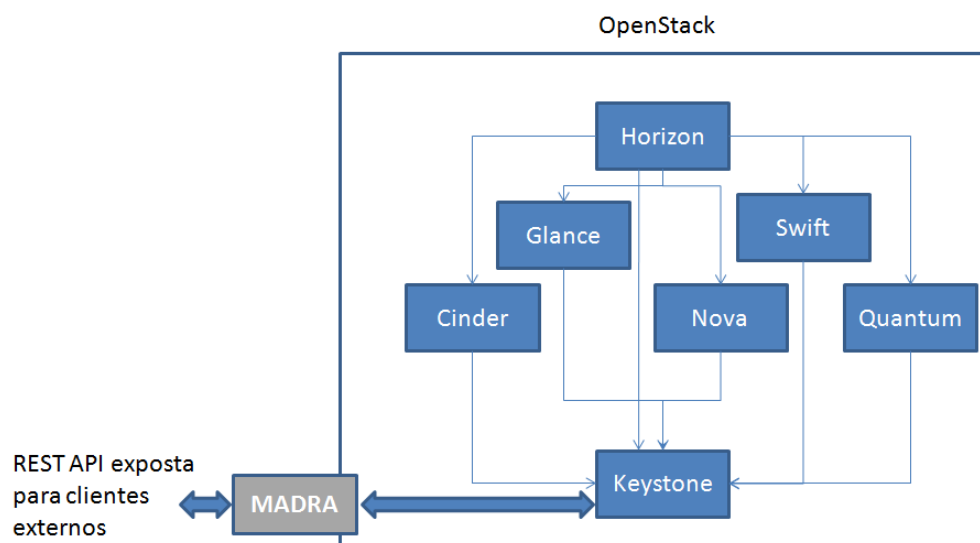 OpenStack
Horizon
Glance
Swift
Cinder
Nova
Quantum
REST API exposta
para clientes
externos
MADRA
Keystone